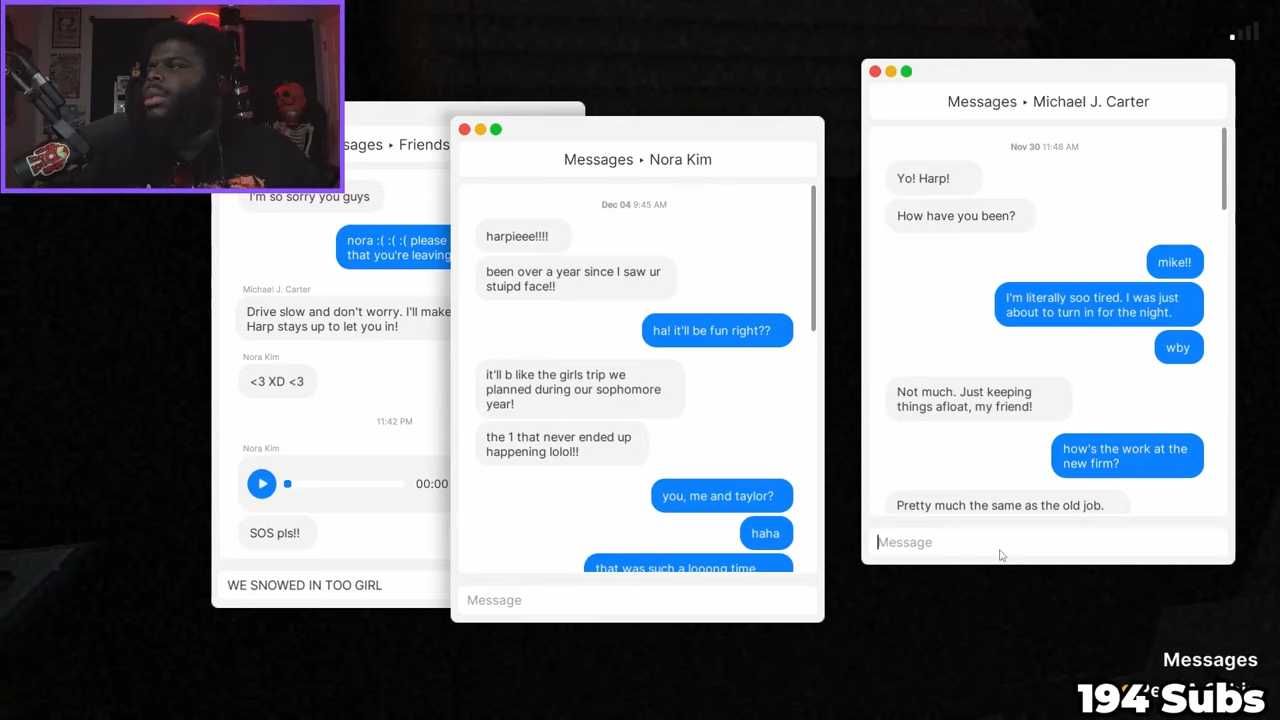 ssages ▸ Friends
I'm so sorry you guys
nora :( :( :( please
that you're leaving
Michael J. Carter
Drive slow and don't worry. I'll make
Harp stays up to let you in!
Nora Kim
<3 XD <3
11:42 PM
Nora Kim
00:00
SOS pls!!
WE SNOWED IN TOO GIRL
Messages ▸ Nora Kim
Dec 04 9:45 AM
harpieee!!!!
been over a year since I saw ur
stuipd face!!
ha! it'll be fun right??
it'll b like the girls trip we
planned during our sophomore
year!
the 1 that never ended up
happening lolol!!
you, me and taylor?
haha
that was such a looong time
Message
Messages ▸ Michael J. Carter
Nov 30 11:48 AM
Yo! Harp!
How have you been?
mike!!
I'm literally soo tired. I was just
about to turn in for the night.
wby
Not much. Just keeping
things afloat, my friend!
how's the work at the
new firm?
Pretty much the same as the old job.
Message
Messages
194 Subs